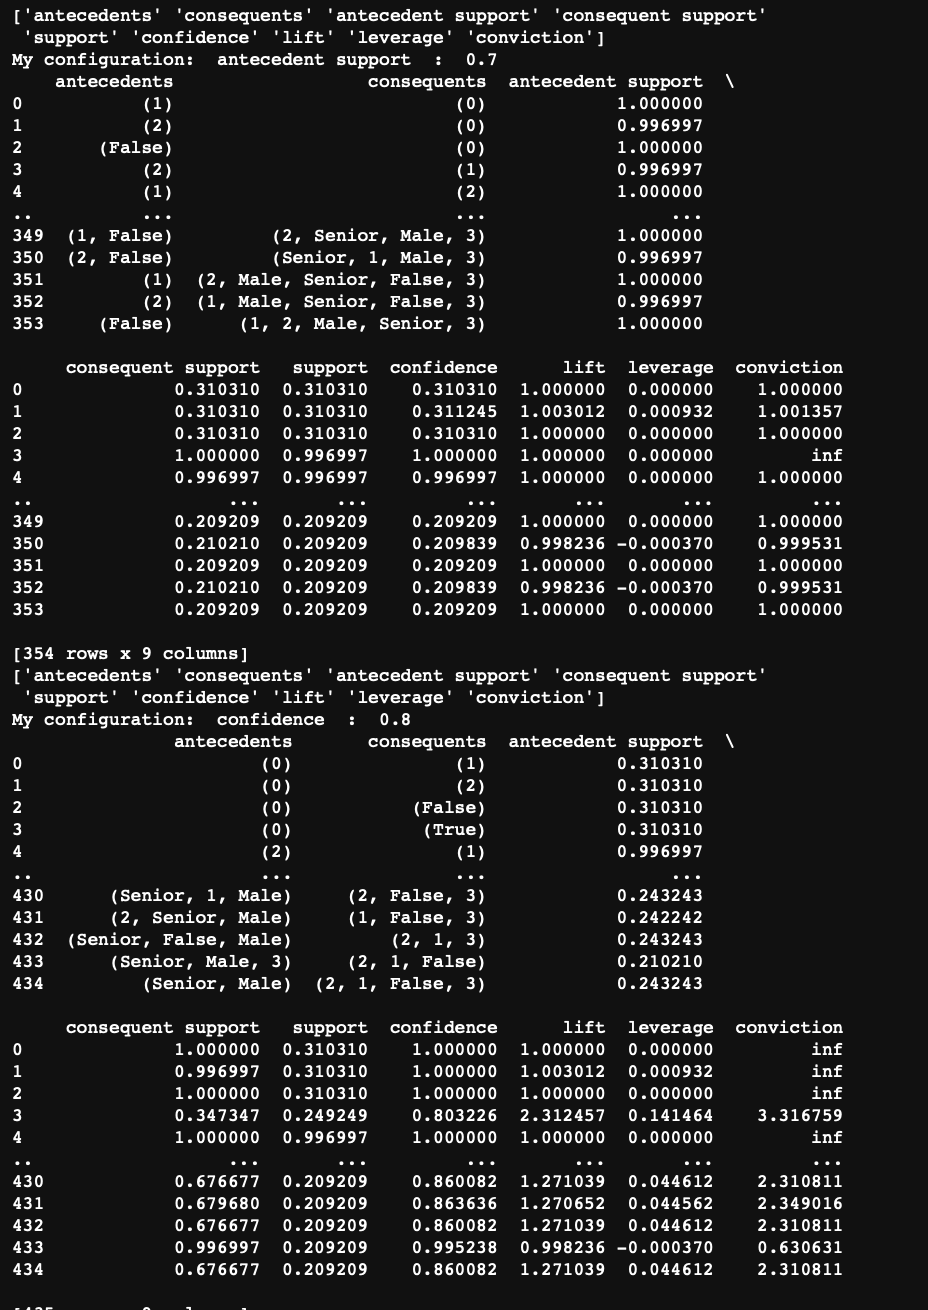 ['antecedents' 'consequents' 'antecedent support' 'consequent support'
 'support' 'confidence' 'lift' 'leverage' 'conviction']
My configuration:  antecedent support  :  0.7
    antecedents                  consequents  antecedent support  \
0           (1)                          (0)            1.000000
1           (2)                          (0)            0.996997
2       (False)                          (0)            1.000000
3           (2)                          (1)            0.996997
4           (1)                          (2)            1.000000
..          ...                          ...                 ...
349  (1, False)         (2, Senior, Male, 3)            1.000000
350  (2, False)         (Senior, 1, Male, 3)            0.996997
351         (1)  (2, Male, Senior, False, 3)            1.000000
352         (2)  (1, Male, Senior, False, 3)            0.996997
353     (False)      (1, 2, Male, Senior, 3)            1.000000
     consequent support   support  confidence      lift  leverage  conviction
0              0.310310  0.310310    0.310310  1.000000  0.000000    1.000000
1              0.310310  0.310310    0.311245  1.003012  0.000932    1.001357
2              0.310310  0.310310    0.310310  1.000000  0.000000    1.000000
3              1.000000  0.996997    1.000000  1.000000  0.000000         inf
4              0.996997  0.996997    0.996997  1.000000  0.000000    1.000000
..                  ...       ...         ...       ...       ...         ...
349            0.209209  0.209209    0.209209  1.000000  0.000000    1.000000
350            0.210210  0.209209    0.209839  0.998236 -0.000370    0.999531
351            0.209209  0.209209    0.209209  1.000000  0.000000    1.000000
352            0.210210  0.209209    0.209839  0.998236 -0.000370    0.999531
353            0.209209  0.209209    0.209209  1.000000  0.000000    1.000000
[354 rows x 9 columns]
['antecedents' 'consequents' 'antecedent support' 'consequent support'
 'support' 'confidence' 'lift' 'leverage' 'conviction']
My configuration:  confidence  :  0.8
               antecedents       consequents  antecedent support  \
0                      (0)               (1)            0.310310
1                      (0)               (2)            0.310310
2                      (0)           (False)            0.310310
3                      (0)            (True)            0.310310
4                      (2)               (1)            0.996997
..                     ...               ...                 ...
430      (Senior, 1, Male)     (2, False, 3)            0.243243
431      (2, Senior, Male)     (1, False, 3)            0.242242
432  (Senior, False, Male)         (2, 1, 3)            0.243243
433      (Senior, Male, 3)     (2, 1, False)            0.210210
434         (Senior, Male)  (2, 1, False, 3)            0.243243
     consequent support   support  confidence      lift  leverage  conviction
0              1.000000  0.310310    1.000000  1.000000  0.000000         inf
1              0.996997  0.310310    1.000000  1.003012  0.000932         inf
2              1.000000  0.310310    1.000000  1.000000  0.000000         inf
3              0.347347  0.249249    0.803226  2.312457  0.141464    3.316759
4              1.000000  0.996997    1.000000  1.000000  0.000000         inf
..                  ...       ...         ...       ...       ...         ...
430            0.676677  0.209209    0.860082  1.271039  0.044612    2.310811
431            0.679680  0.209209    0.863636  1.270652  0.044562    2.349016
432            0.676677  0.209209    0.860082  1.271039  0.044612    2.310811
433            0.996997  0.209209    0.995238  0.998236 -0.000370    0.630631
434            0.676677  0.209209    0.860082  1.271039  0.044612    2.310811